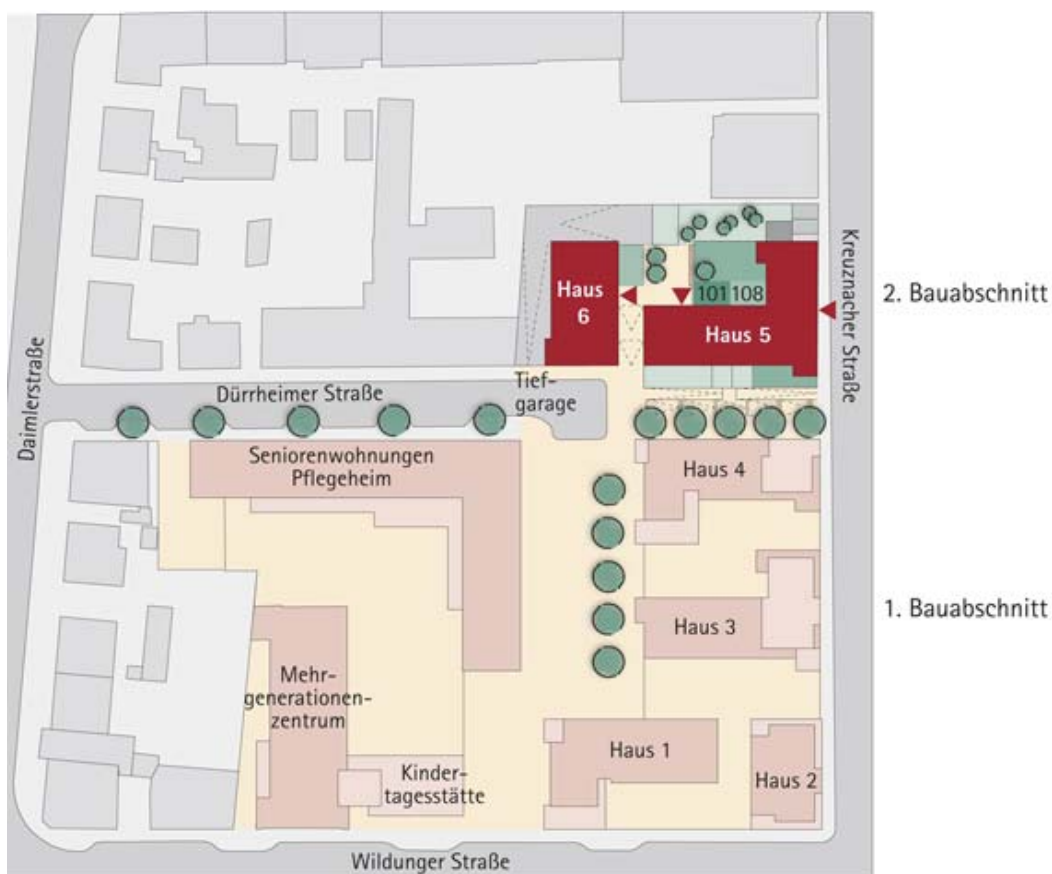 Kreuznacher Straße
2. Bauabschnitt
Haus
6
101 108
Haus 5
Daimlerstraße
Dürrheimer Straße
Tief-
garage
Seniorenwohnungen
Pflegeheim
Haus 4
1. Bauabschnitt
Haus 3
Mehr-
generationen-
zentrum
Haus 1
Kinder-
tagesstätte
Haus 2
Wildunger Straße